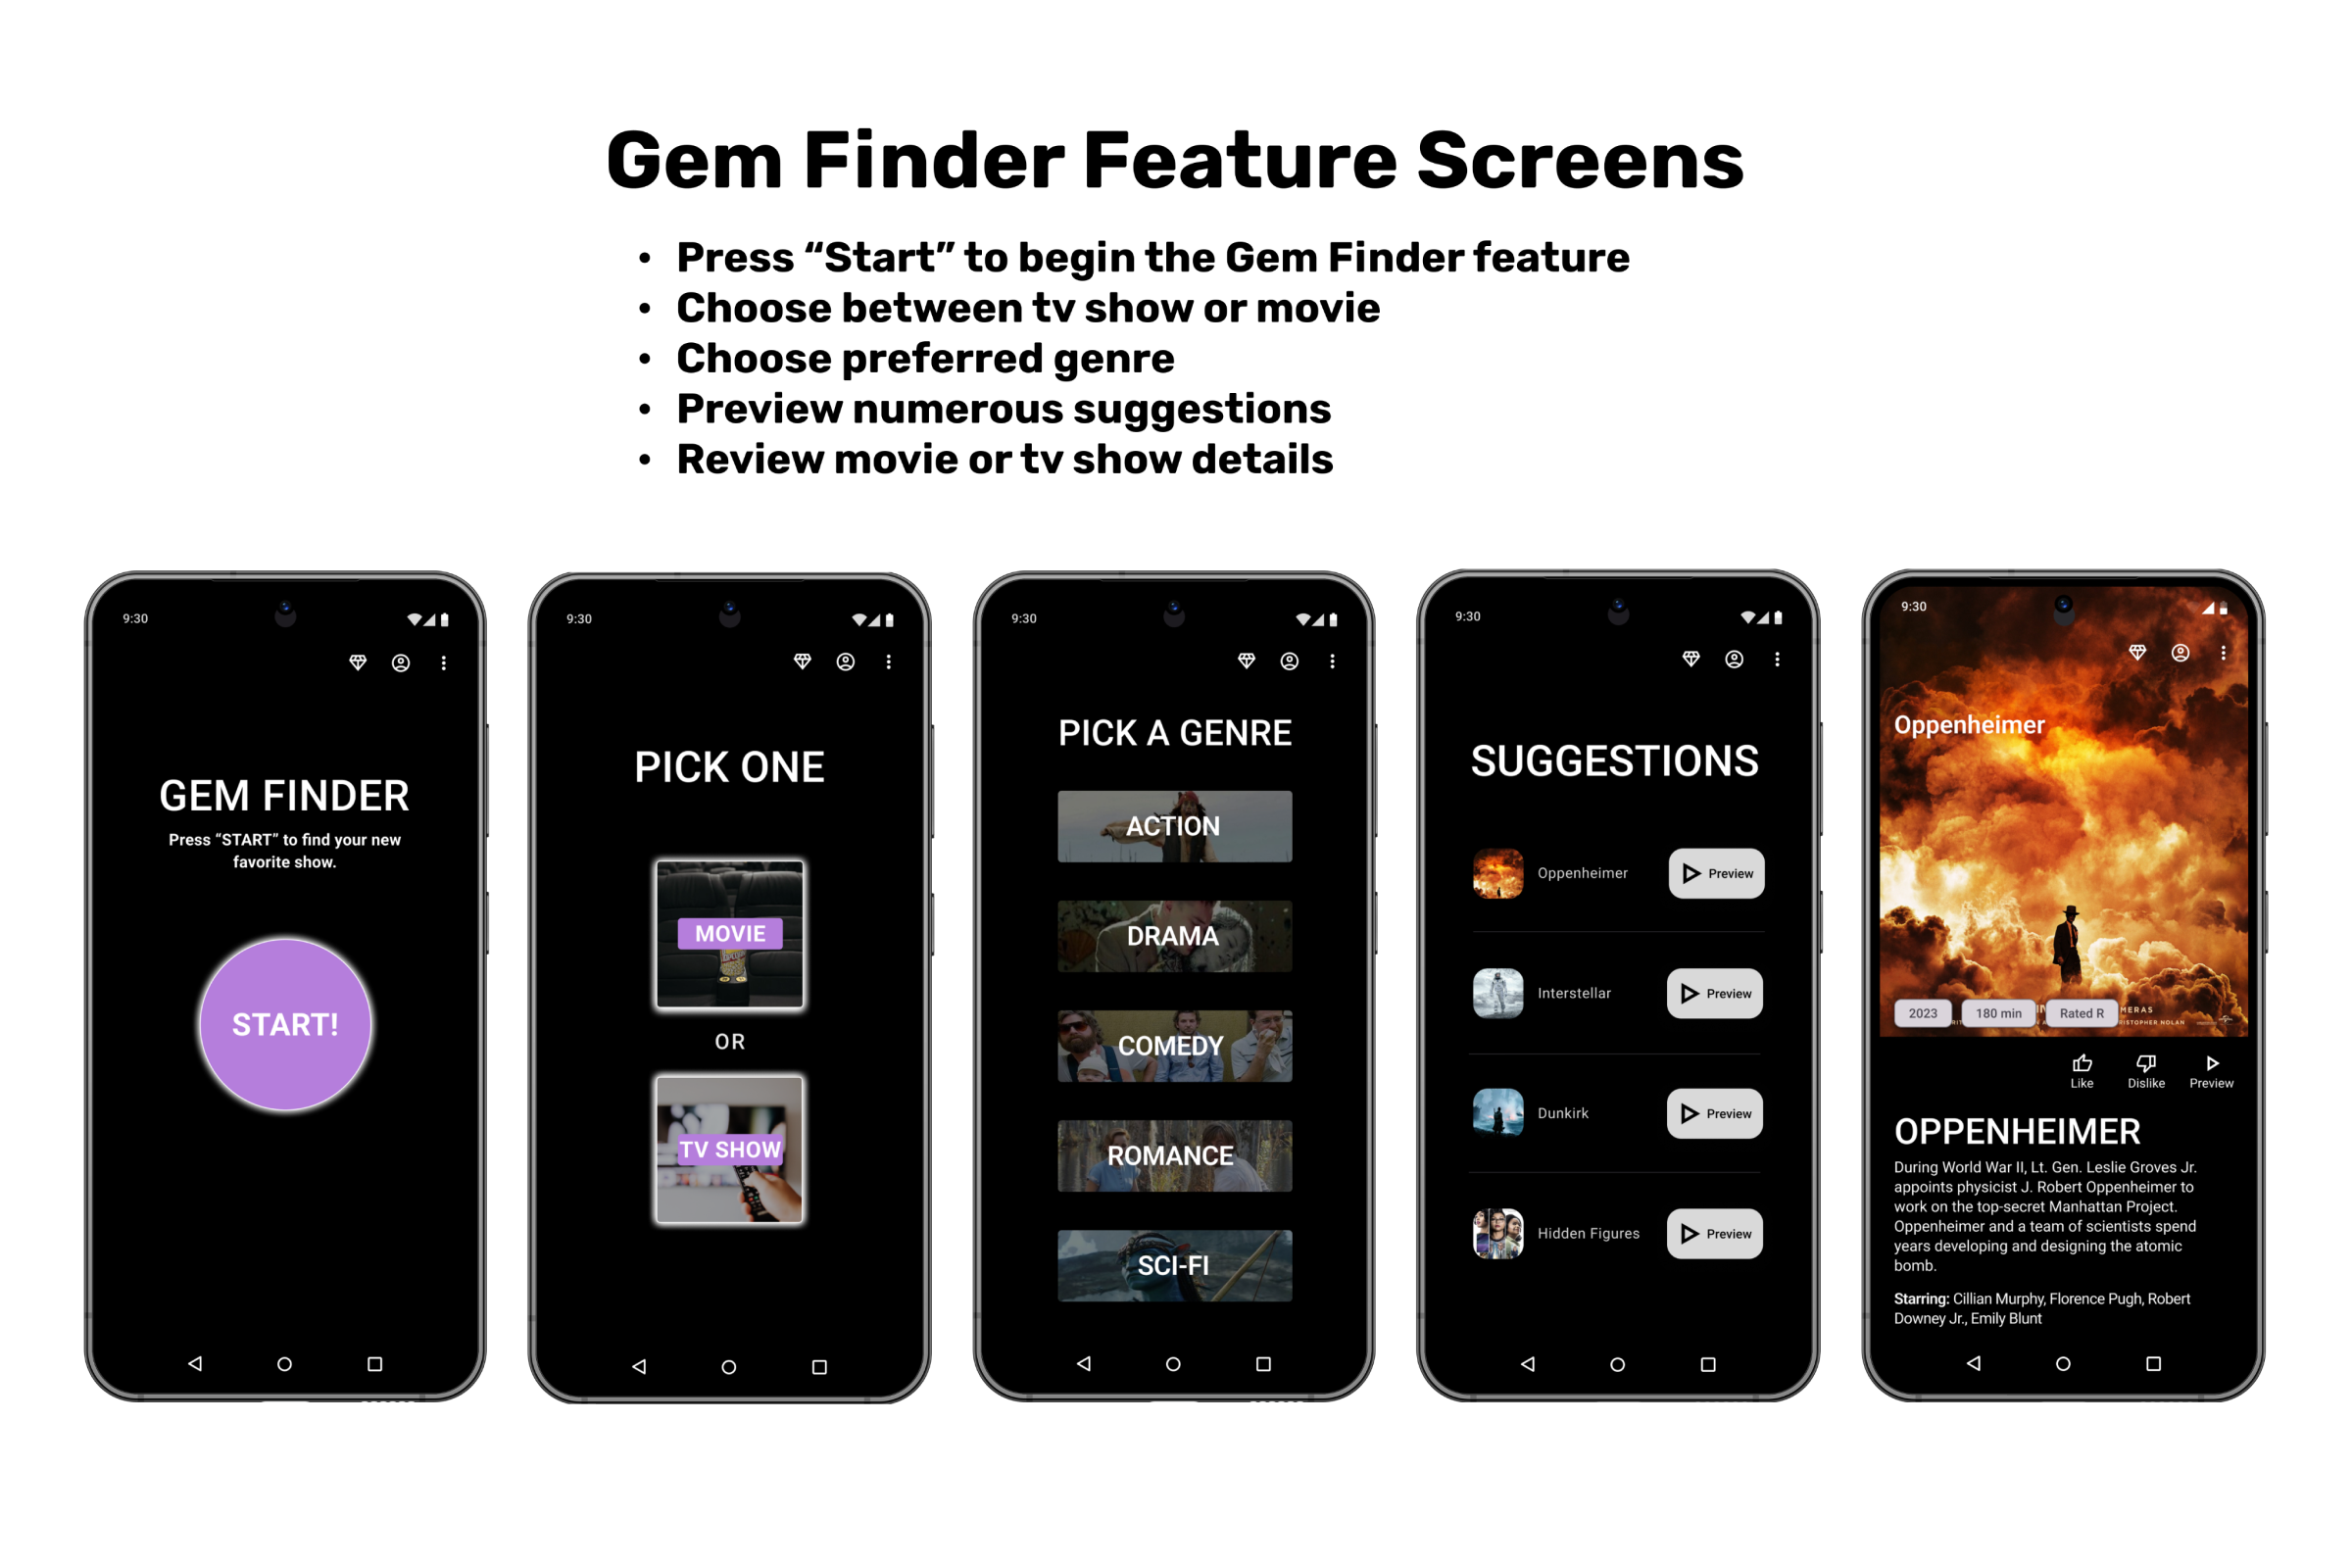 Gem Finder Feature Screens
• Press “Start” to begin the Gem Finder feature
• Choose between tv show or movie
• Choose preferred genre
• Preview numerous suggestions
• Review movie or tv show details
9:30
GEM FINDER
Press “START” to find your new
favorite show.
START!
9:30
PICK ONE
MOVIE
OR
TV SHOW
9:30
PICK A GENRE
ACTION
DRAMA
COMEDY
ROMANCE
SCI-FI
9:30
SUGGESTIONS
Oppenheimer
Preview
Interstellar
Preview
Dunkirk
Preview
Hidden Figures
Preview
9:30
Oppenheimer
MERAS
2023
180 min
Rated R
RISTOPHER NOLAN
Like
Dislike
Preview
OPPENHEIMER
During World War II, Lt. Gen. Leslie Groves Jr.
appoints physicist J. Robert Oppenheimer to
work on the top-secret Manhattan Project.
Oppenheimer and a team of scientists spend
years developing and designing the atomic
bomb.
Starring: Cillian Murphy, Florence Pugh, Robert
Downey Jr., Emily Blunt